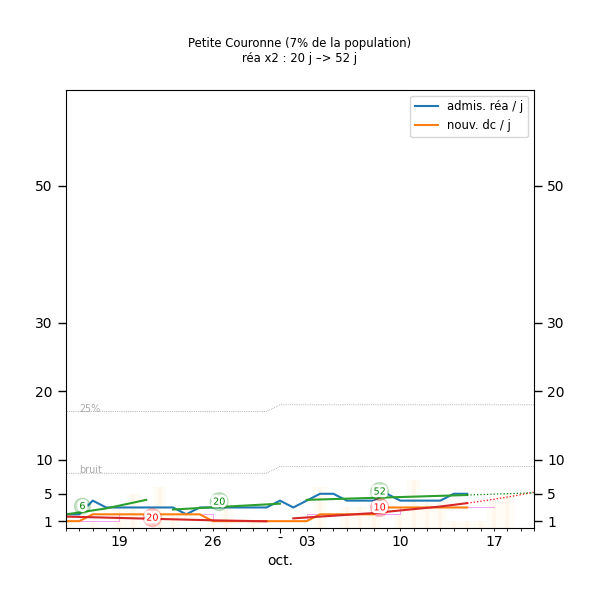 Petite Couronne (7% de la population)
réa x2 : 20 j –> 52 j
admis. réa / j
nouv. dc / j
50 50
30 30
20 20
25%
10 10
bruit
52
5 5
6 20
10
20
1 1
19 26 - 03 10 17
oct.